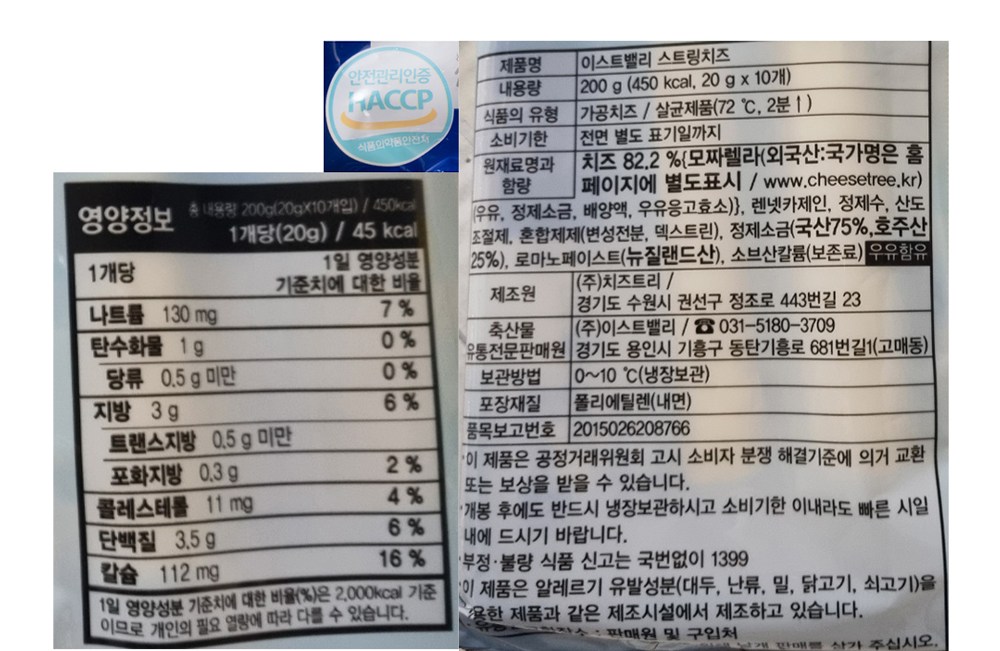 안전관리인증
HACCP
식품의약품안전처
영양정보
총 내용량 200g(20gX10개입) / 450kcal
1개당(20g) / 45 kcal
1개당
1일 영양성분
기준치에 대한 비율
나트륨 130 mg 7 %
탄수화물 1 g 0 %
당류 0.5 g 미만 0 %
지방 3 g 6 %
트랜스지방 0.5 g 미만
포화지방 0.3 g 2 %
콜레스테롤 11 mg 4 %
단백질 3.5 g 6 %
칼슘 112 mg 16 %
1일 영양성분 기준치에 대한 비율(%)은 2,000kcal 기준
이므로 개인의 필요 열량에 따라 다를 수 있습니다.
제품명 이스트밸리 스트링치즈
내용량 200 g (450 kcal, 20 g x 10개)
식품의 유형 가공치즈 / 살균제품(72 ℃, 2분↑)
소비기한 전면 별도 표기일까지
원재료명과 함량 치즈 82.2 %{모짜렐라(외국산:국가명은 홈
페이지에 별도표시 / www.cheesetree.kr)
(우유, 정제소금, 배양액, 우유응고효소)}, 렌넷카제인, 정제수, 산도
조절제, 혼합제제(변성전분, 덱스트린), 정제소금(국산75%,호주산
25%), 로마노페이스트(뉴질랜드산), 소브산칼륨(보존료) 우유함유
제조원 (주)치즈트리 /
경기도 수원시 권선구 정조로 443번길 23
축산물 (주)이스트밸리 / ☎ 031-5180-3709
유통전문판매원 경기도 용인시 기흥구 동탄기흥로 681번길1(고매동)
보관방법 0~10 ℃(냉장보관)
포장재질 폴리에틸렌(내면)
품목보고번호 2015026208766
이 제품은 공정거래위원회 고시 소비자 분쟁 해결기준에 의거 교환
또는 보상을 받을 수 있습니다.
개봉 후에도 반드시 냉장보관하시고 소비기한 이내라도 빠른 시일
내에 드시기 바랍니다.
부정·불량 식품 신고는 국번없이 1399
이 제품은 알레르기 유발성분(대두, 난류, 밀, 닭고기, 쇠고기)을
사용한 제품과 같은 제조시설에서 제조하고 있습니다.
: 판매원 및 구입처
판매를 삼가 주십시오.